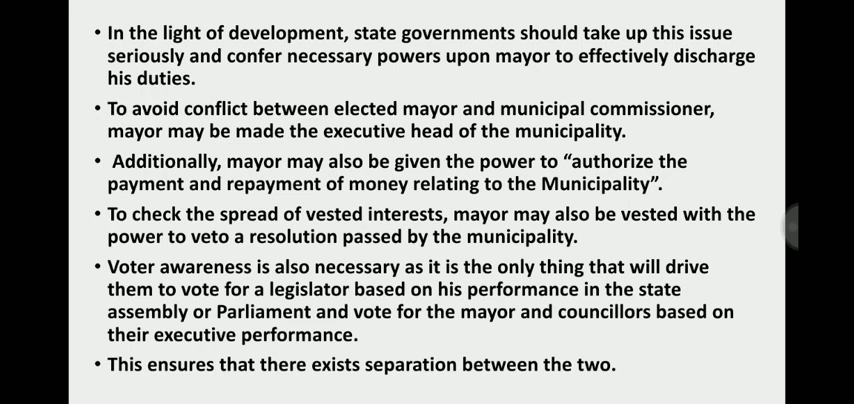 • In the light of development, state governments should take up this issue
seriously and confer necessary powers upon mayor to effectively discharge
his duties.
• To avoid conflict between elected mayor and municipal commissioner,
mayor may be made the executive head of the municipality.
• Additionally, mayor may also be given the power to “authorize the
payment and repayment of money relating to the Municipality”.
• To check the spread of vested interests, mayor may also be vested with the
power to veto a resolution passed by the municipality.
• Voter awareness is also necessary as it is the only thing that will drive
them to vote for a legislator based on his performance in the state
assembly or Parliament and vote for the mayor and councillors based on
their executive performance.
• This ensures that there exists separation between the two.